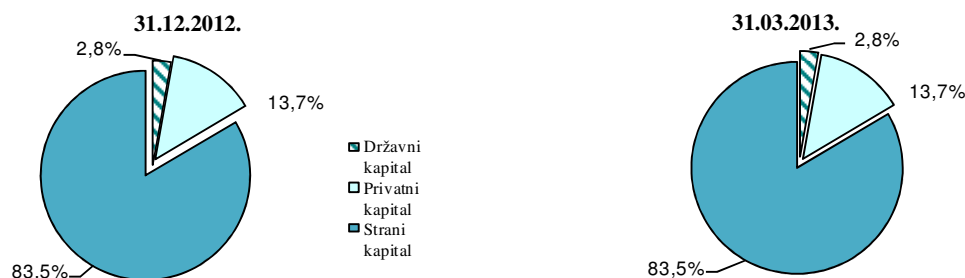 31.12.2012.
2,8%
13,7%
83,5%
Državni
kapital
Privatni
kapital
Strani
kapital
31.03.2013.
2,8%
13,7%
83,5%